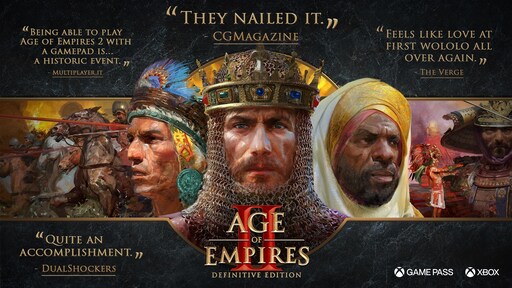 “Being able to play
Age of Empires 2 with
a gamepad is...
a historic event.”
- Multiplayer.it
“They nailed it.”
- CGMagazine
“Feels like love at
first wololo all
over again.”
- The Verge
“Quite an
accomplishment.”
- DualShockers
Age
II
of
Empires
Definitive Edition
GAME PASS
XBOX